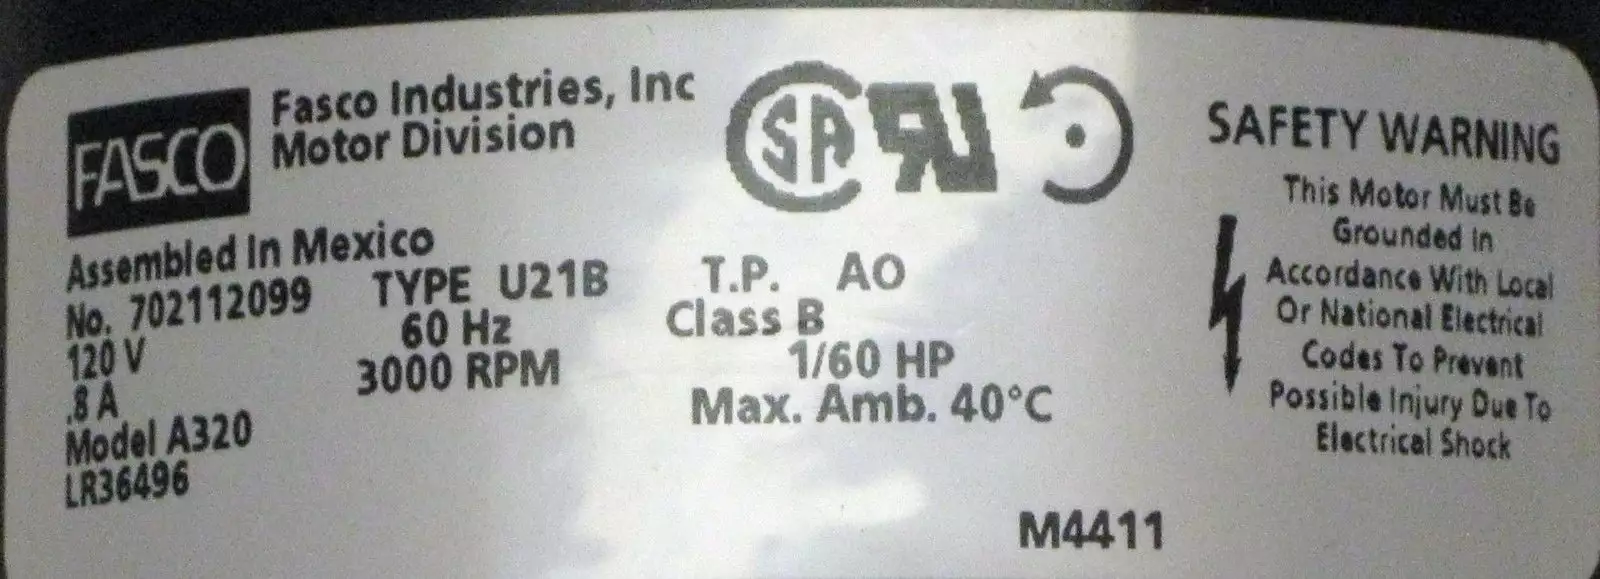 FASCO
Fasco Industries, Inc
Motor Division
Assembled In Mexico
No. 702112099 TYPE U21B
120 V 60 Hz
.8 A 3000 RPM
Model A320
LR36496
SA
T.P. AO
Class B
1/60 HP
Max. Amb. 40°C
M4411
SAFETY WARNING
This Motor Must Be
Grounded In
Accordance With Local
Or National Electrical
Codes To Prevent
Possible Injury Due To
Electrical Shock